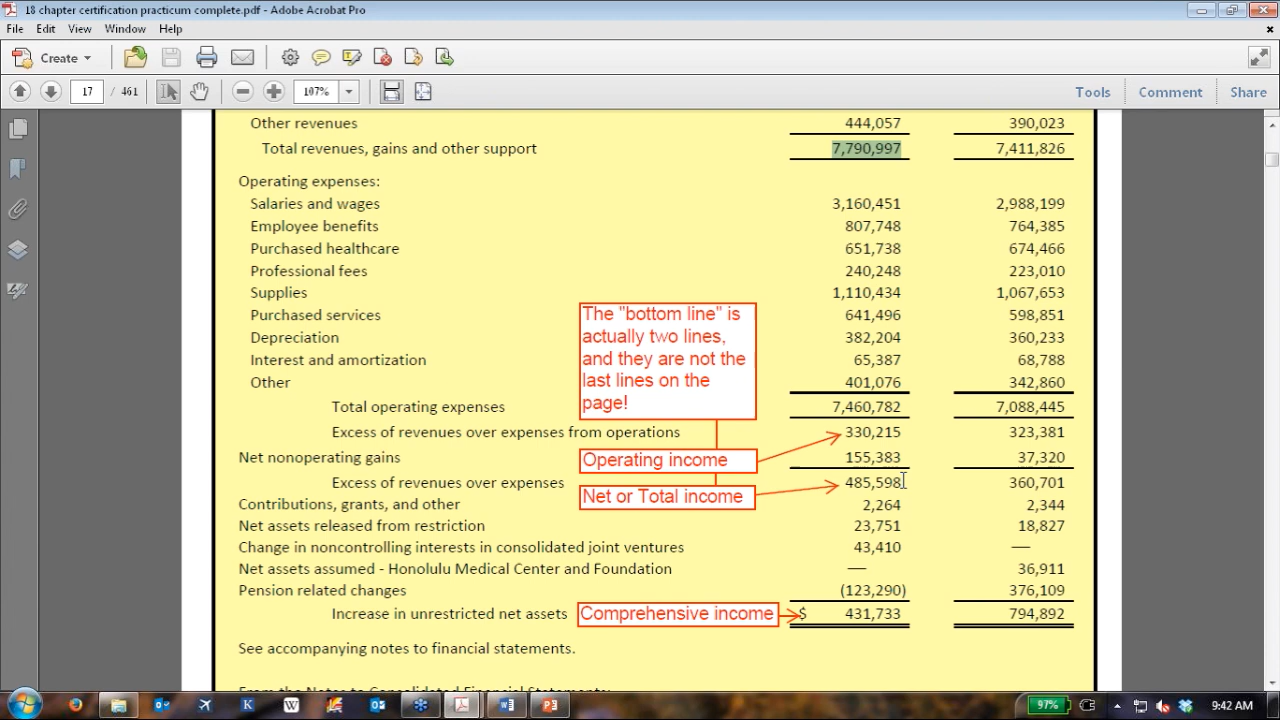 18 chapter certification practicum complete.pdf - Adobe Acrobat Pro
File Edit View Window Help
Create
17 / 461 107% Tools Comment Share
Other revenues 444,057 390,023
Total revenues, gains and other support 7,790,997 7,411,826
Operating expenses:
Salaries and wages 3,160,451 2,988,199
Employee benefits 807,748 764,385
Purchased healthcare 651,738 674,466
Professional fees 240,248 223,010
Supplies 1,110,434 1,067,653
Purchased services 641,496 598,851
Depreciation 382,204 360,233
Interest and amortization 65,387 68,788
Other 401,076 342,860
The "bottom line" is
actually two lines,
and they are not the
last lines on the
page!
Total operating expenses 7,460,782 7,088,445
Excess of revenues over expenses from operations 330,215 323,381
Operating income
Net nonoperating gains 155,383 37,320
Excess of revenues over expenses 485,598 360,701
Net or Total income
Contributions, grants, and other 2,264 2,344
Net assets released from restriction 23,751 18,827
Change in noncontrolling interests in consolidated joint ventures 43,410 —
Net assets assumed - Honolulu Medical Center and Foundation — 36,911
Pension related changes (123,290) 376,109
Increase in unrestricted net assets Comprehensive income $ 431,733 794,892
See accompanying notes to financial statements.
From the Notes to Consolidated Financial Statements:
97% 9:42 AM